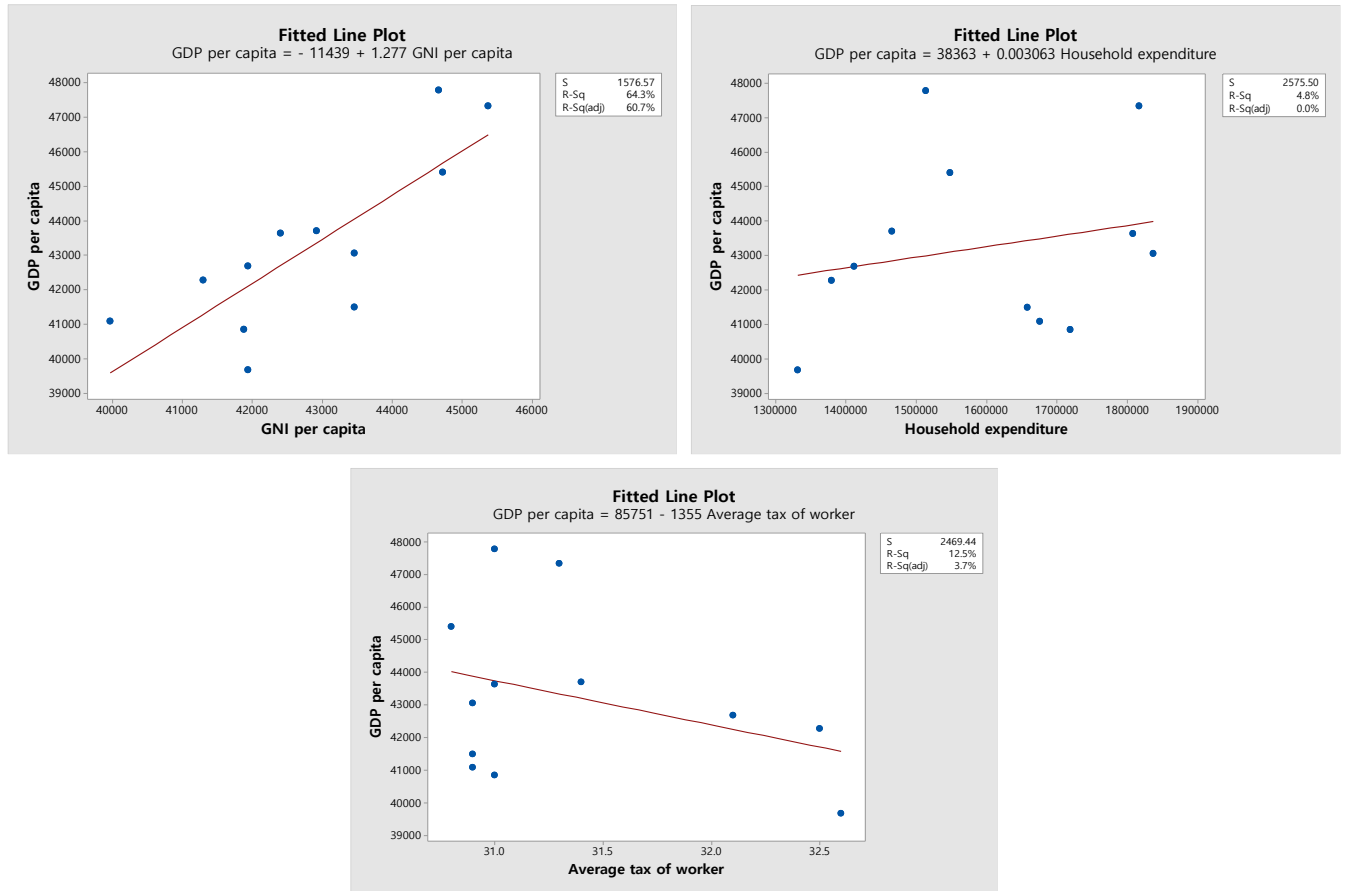 Fitted Line Plot
GDP per capita = - 11439 + 1.277 GNI per capita
S 1576.57
R-Sq 64.3%
R-Sq(adj) 60.7%
GDP per capita
48000
47000
46000
45000
44000
43000
42000
41000
40000
39000
40000 41000 42000 43000 44000 45000 46000
GNI per capita
Fitted Line Plot
GDP per capita = 38363 + 0.003063 Household expenditure
S 2575.50
R-Sq 4.8%
R-Sq(adj) 0.0%
GDP per capita
48000
47000
46000
45000
44000
43000
42000
41000
40000
39000
1300000 1400000 1500000 1600000 1700000 1800000 1900000
Household expenditure
Fitted Line Plot
GDP per capita = 85751 - 1355 Average tax of worker
S 2469.44
R-Sq 12.5%
R-Sq(adj) 3.7%
GDP per capita
48000
47000
46000
45000
44000
43000
42000
41000
40000
39000
31.0 31.5 32.0 32.5
Average tax of worker